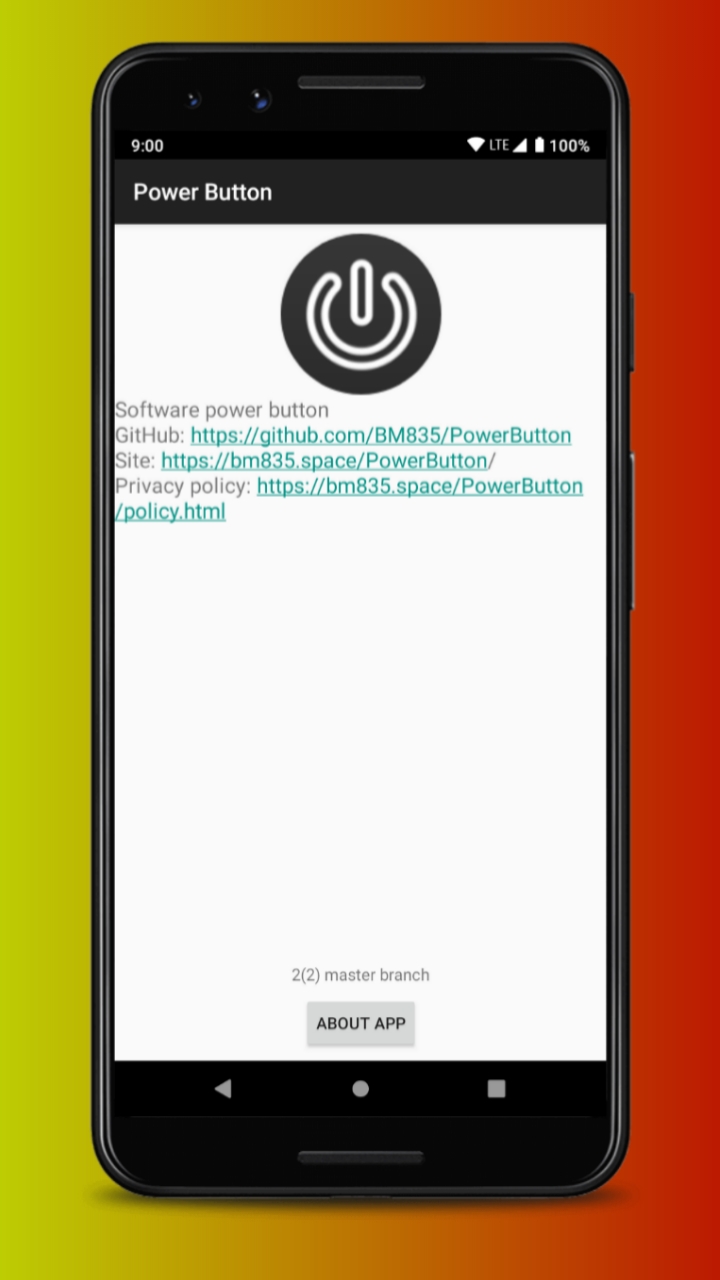 9:00 LTE 100%
Power Button
Software power button
GitHub: https://github.com/BM835/PowerButton
Site: https://bm835.space/PowerButton/
Privacy policy: https://bm835.space/PowerButton
/policy.html
2(2) master branch
ABOUT APP